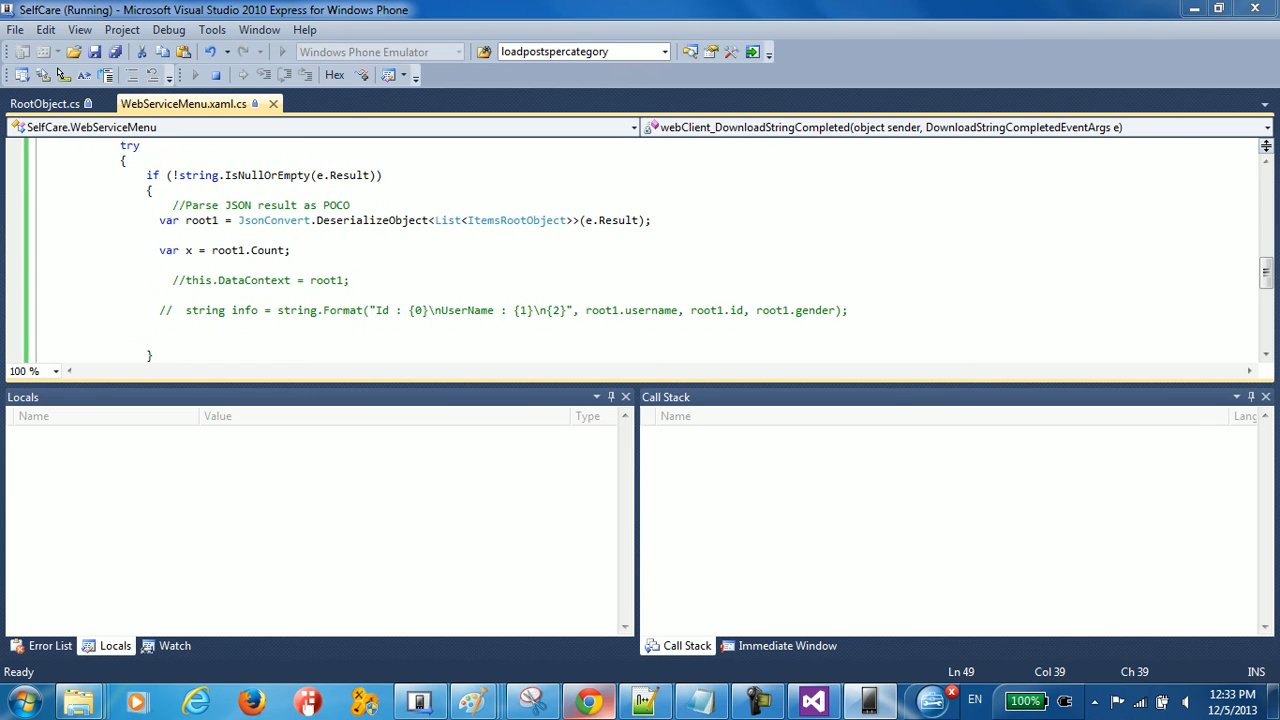 SelfCare (Running) - Microsoft Visual Studio 2010 Express for Windows Phone
File Edit View Project Debug Tools Window Help
Windows Phone Emulator loadpostspercategory
Hex
RootObject.cs WebServiceMenu.xaml.cs
SelfCare.WebServiceMenu webClient_DownloadStringCompleted(object sender, DownloadStringCompletedEventArgs e)
try
{
if (!string.IsNullOrEmpty(e.Result))
{
//Parse JSON result as POCO
var root1 = JsonConvert.DeserializeObject<List<ItemsRootObject>>(e.Result);
var x = root1.Count;
//this.DataContext = root1;
// string info = string.Format("Id : {0}\nUserName : {1}\n{2}", root1.username, root1.id, root1.gender);
}
100 %
Locals Call Stack
Name Value Type Name Lang
Error List Locals Watch Call Stack Immediate Window
Ready Ln 49 Col 39 Ch 39 INS
EN 100% 12:33 PM
12/5/2013